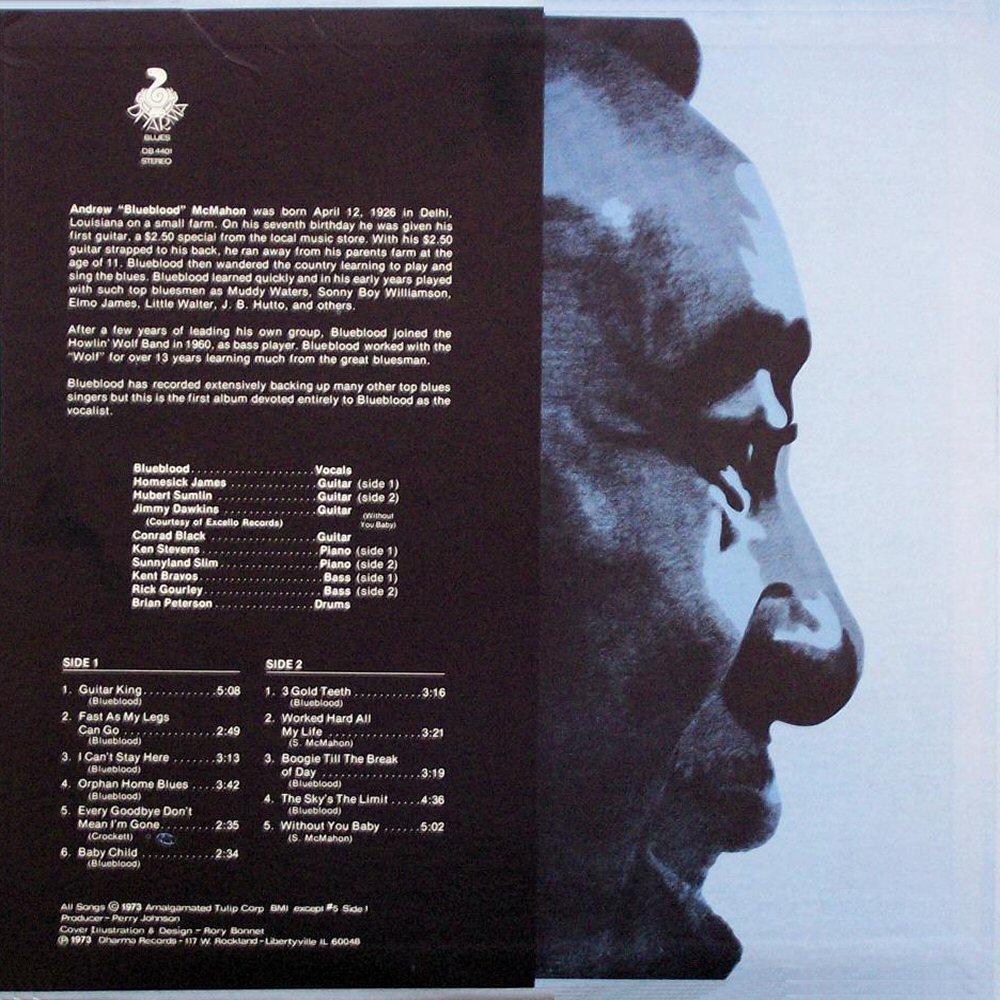 DHARMA
BLUES
DB 4401
STEREO
Andrew “Blueblood” McMahon was born April 12, 1926 in Delhi,
Louisiana on a small farm. On his seventh birthday he was given his
first guitar, a $2.50 special from the local music store. With his $2.50
guitar strapped to his back, he ran away from his parents farm at the
age of 11. Blueblood then wandered the country learning to play and
sing the blues. Blueblood learned quickly and in his early years played
with such top bluesmen as Muddy Waters, Sonny Boy Williamson,
Elmo James, Little Walter, J. B. Hutto, and others.
After a few years of leading his own group, Blueblood joined the
Howlin' Wolf Band in 1960, as bass player. Blueblood worked with the
“Wolf” for over 13 years learning much from the great bluesman.
Blueblood has recorded extensively backing up many other top blues
singers but this is the first album devoted entirely to Blueblood as the
vocalist.
Blueblood....................Vocals
Homesick James..............Guitar (side 1)
Hubert Sumlin................Guitar (side 2)
Jimmy Dawkins..............Guitar (Without You Baby)
(Courtesy of Excello Records)
Conrad Black.................Guitar
Ken Stevens..................Piano (side 1)
Sunnyland Slim...............Piano (side 2)
Kent Bravos...................Bass (side 1)
Rick Gourley..................Bass (side 2)
Brian Peterson................Drums
SIDE 1
1. Guitar King............5:08
(Blueblood)
2. Fast As My Legs
Can Go................2:49
(Blueblood)
3. I Can't Stay Here.......3:13
(Blueblood)
4. Orphan Home Blues....3:42
(Blueblood)
5. Every Goodbye Don't
Mean I'm Gone.........2:35
(Crockett)
6. Baby Child............2:34
(Blueblood)
SIDE 2
1. 3 Gold Teeth..........3:16
(Blueblood)
2. Worked Hard All
My Life...............3:21
(S. McMahon)
3. Boogie Till The Break
of Day................3:19
(Blueblood)
4. The Sky's The Limit.....4:36
(Blueblood)
5. Without You Baby......5:02
(S. McMahon)
All Songs © 1973 Amalgamated Tulip Corp BMI except #5 Side 1
Producer - Perry Johnson
Cover Illustration & Design - Rory Bonnet
℗ 1973 Dharma Records - 117 W. Rockland - Libertyville IL 60048